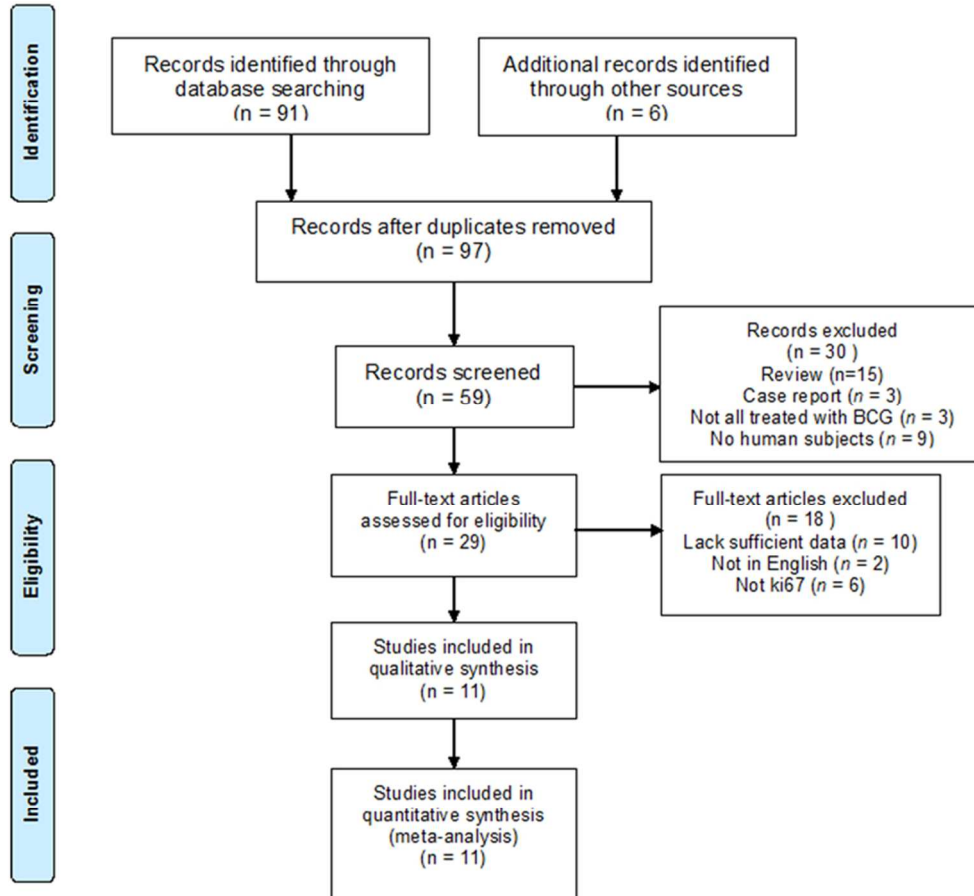 Identification
Records identified through
database searching
(n = 91)
Additional records identified
through other sources
(n = 6)
Records after duplicates removed
(n = 97)
Screening
Records screened
(n = 59)
Records excluded
(n = 30 )
Review (n=15)
Case report (n = 3)
Not all treated with BCG (n = 3)
No human subjects (n = 9)
Eligibility
Full-text articles
assessed for eligibility
(n = 29)
Full-text articles excluded
(n = 18 )
Lack sufficient data (n = 10)
Not in English (n = 2)
Not ki67 (n = 6)
Studies included in
qualitative synthesis
(n = 11)
Included
Studies included in
quantitative synthesis
(meta-analysis)
(n = 11)